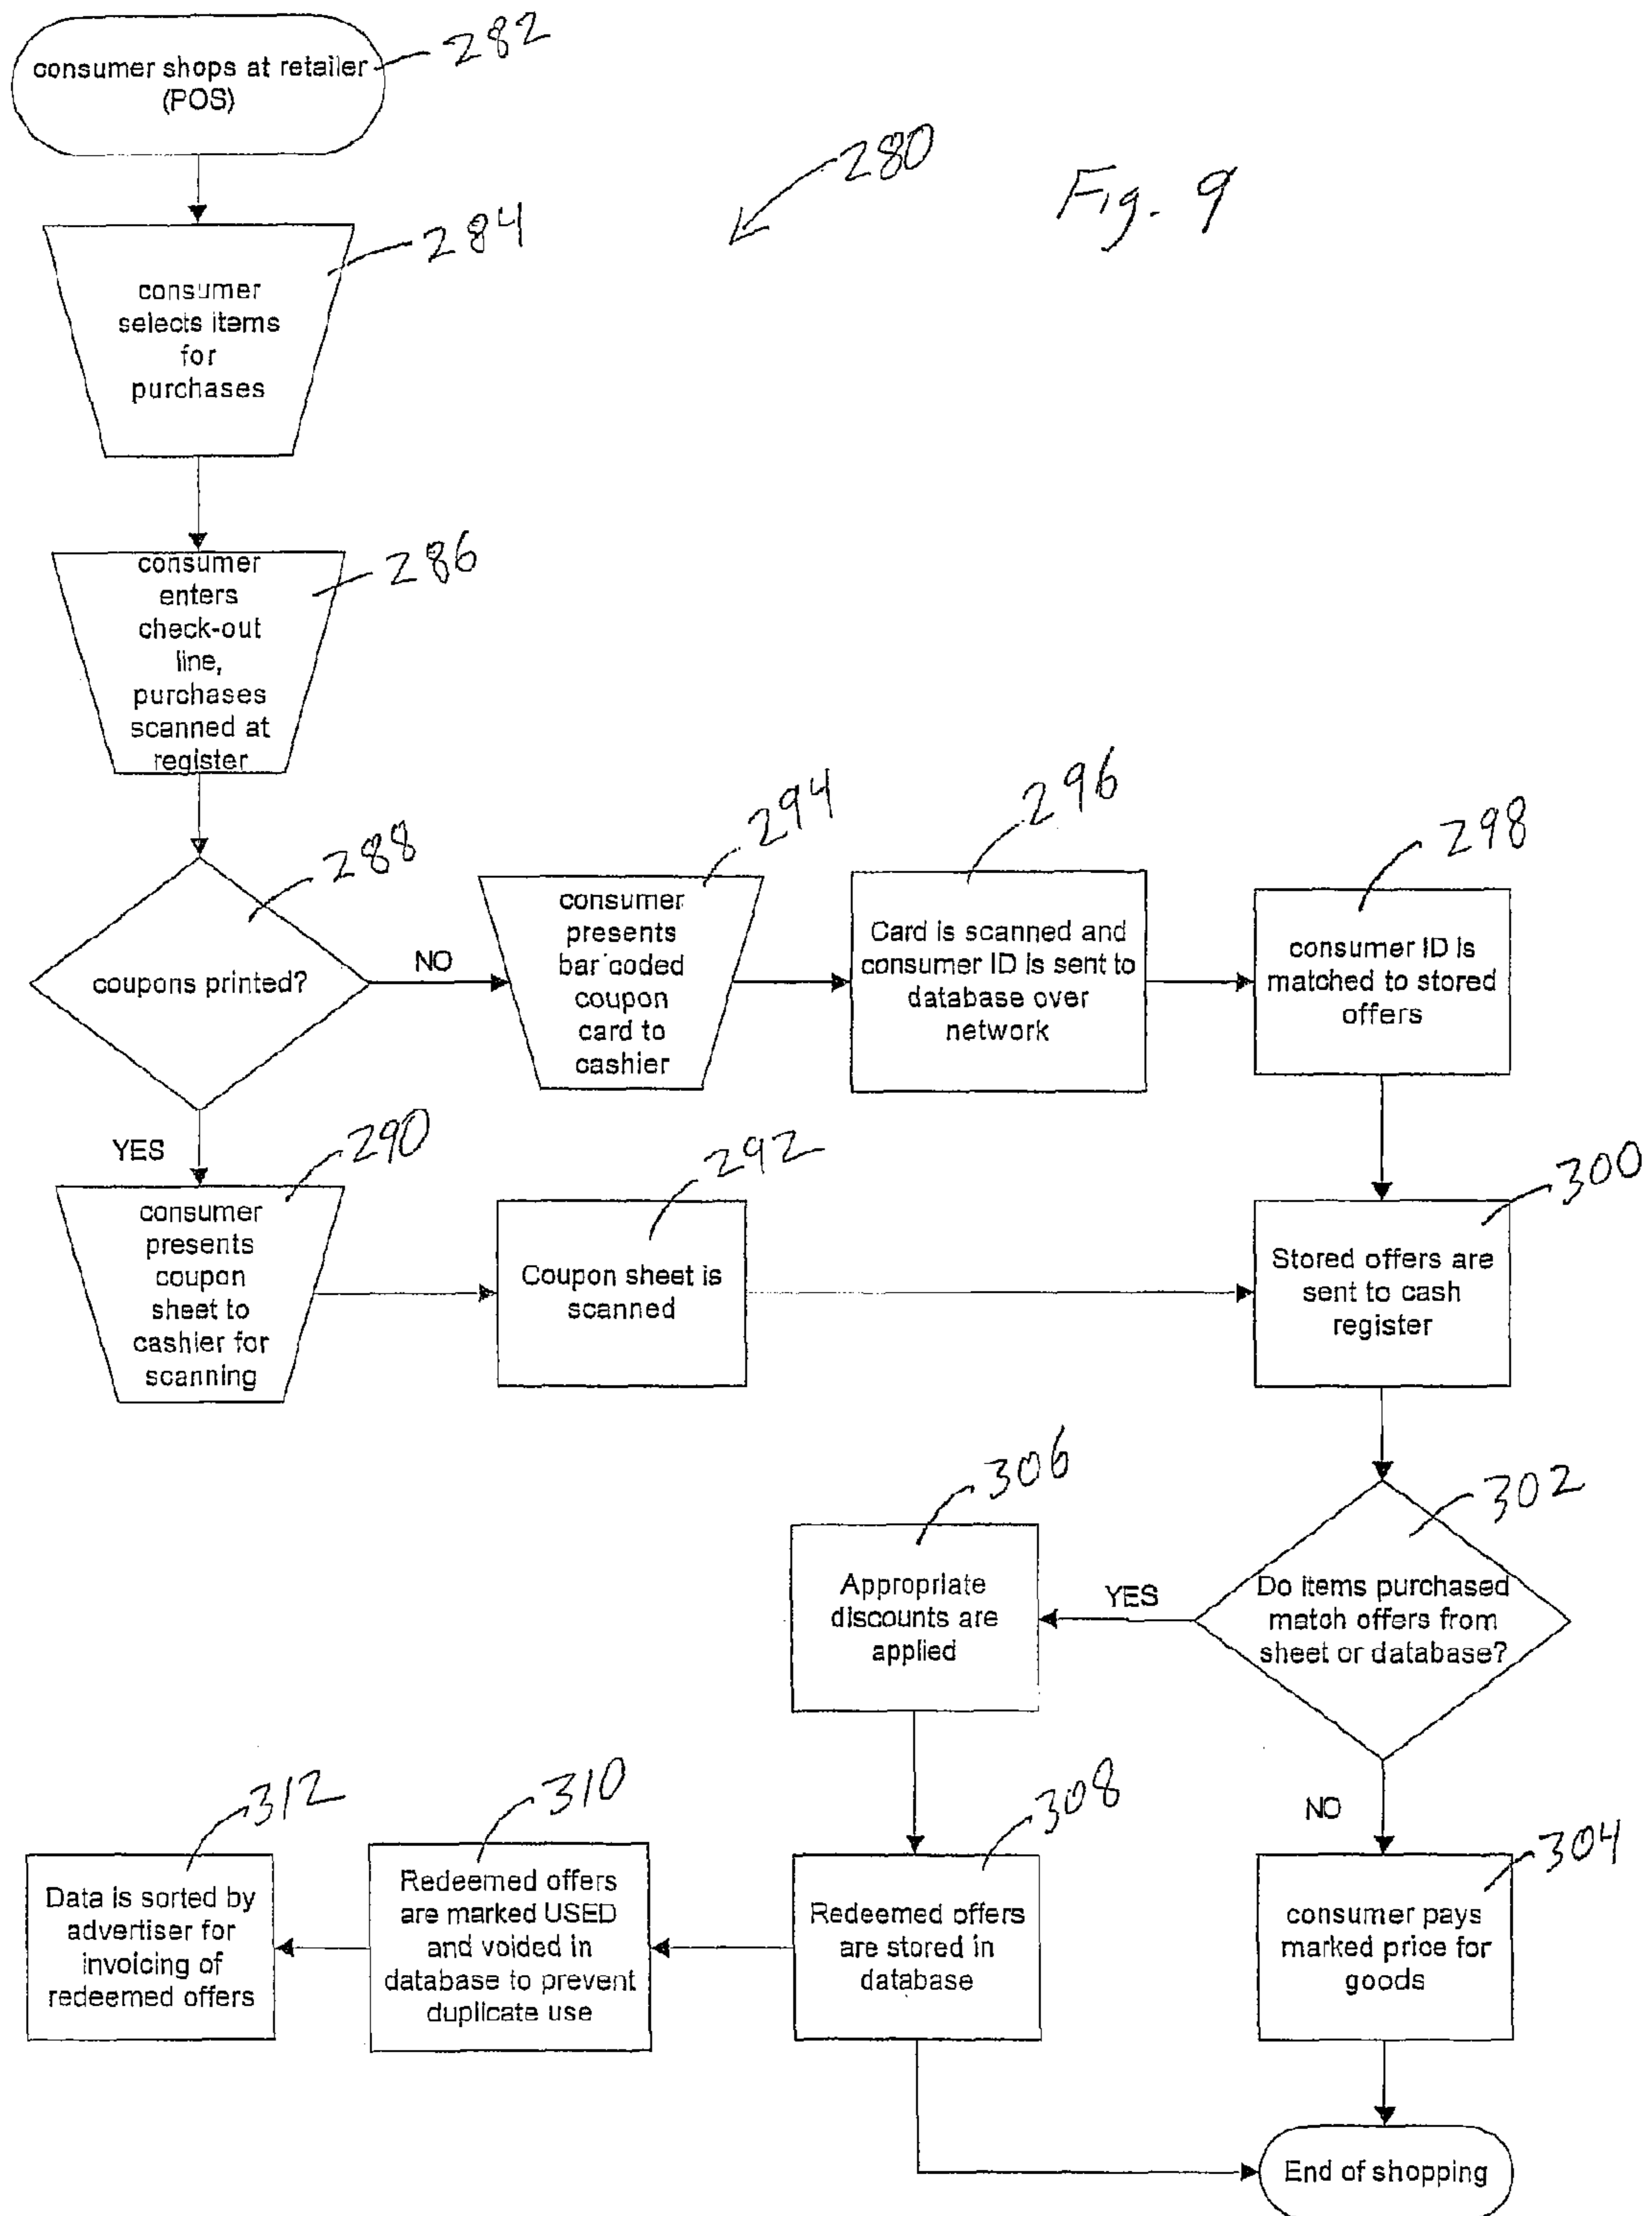 consumer shops at retailer
(POS)
282
280
Fig. 9
284
consumer
selects items
for
purchases
286
consumer
enters
check-out
line,
purchases
scanned at
register
288
coupons printed?
NO
294
consumer
presents
bar coded
coupon
card to
cashier
296
Card is scanned and
consumer ID is sent to
database over
network
298
consumer ID is
matched to stored
offers
YES
290
consumer
presents
coupon
sheet to
cashier for
scanning
292
Coupon sheet is
scanned
300
Stored offers are
sent to cash
register
302
Do items purchased
match offers from
sheet or database?
YES
306
Appropriate
discounts are
applied
NO
304
consumer pays
marked price for
goods
308
Redeemed offers
are stored in
database
310
Redeemed offers
are marked USED
and voided in
database to prevent
duplicate use
312
Data is sorted by
advertiser for
invoicing of
redeemed offers
End of shopping